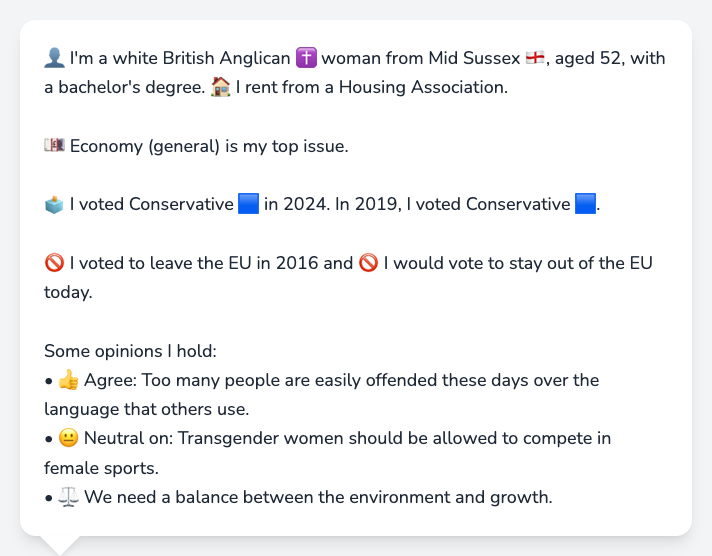 👤 I'm a white British Anglican ✝️ woman from Mid Sussex 🏴󠁧󠁢󠁥󠁮󠁧󠁿, aged 52, with
a bachelor's degree. 🏠 I rent from a Housing Association.
💷 Economy (general) is my top issue.
🗳️ I voted Conservative 🟦 in 2024. In 2019, I voted Conservative 🟦.
🚫 I voted to leave the EU in 2016 and 🚫 I would vote to stay out of the EU
today.
Some opinions I hold:
• 👍 Agree: Too many people are easily offended these days over the
language that others use.
• 😐 Neutral on: Transgender women should be allowed to compete in
female sports.
• ⚖️ We need a balance between the environment and growth.